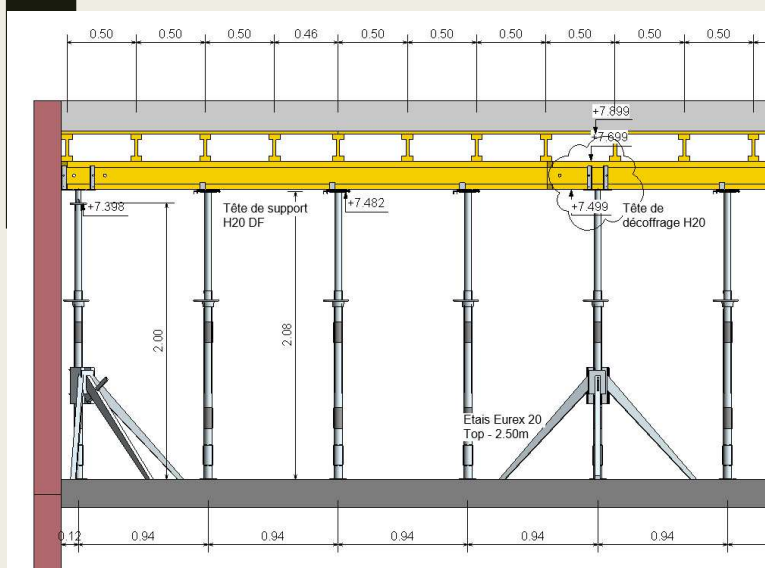 0.50 0.50 0.50 0.46 0.50 0.50 0.50 0.50 0.50 0.50
+7.899
+7.699
+7.398
Tête de support
H20 DF
+7.482
+7.499
Tête de
décoffrage H20
2.00
2.08
Etais Eurex 20
Top - 2.50m
0.12 0.94 0.94 0.94 0.94 0.94